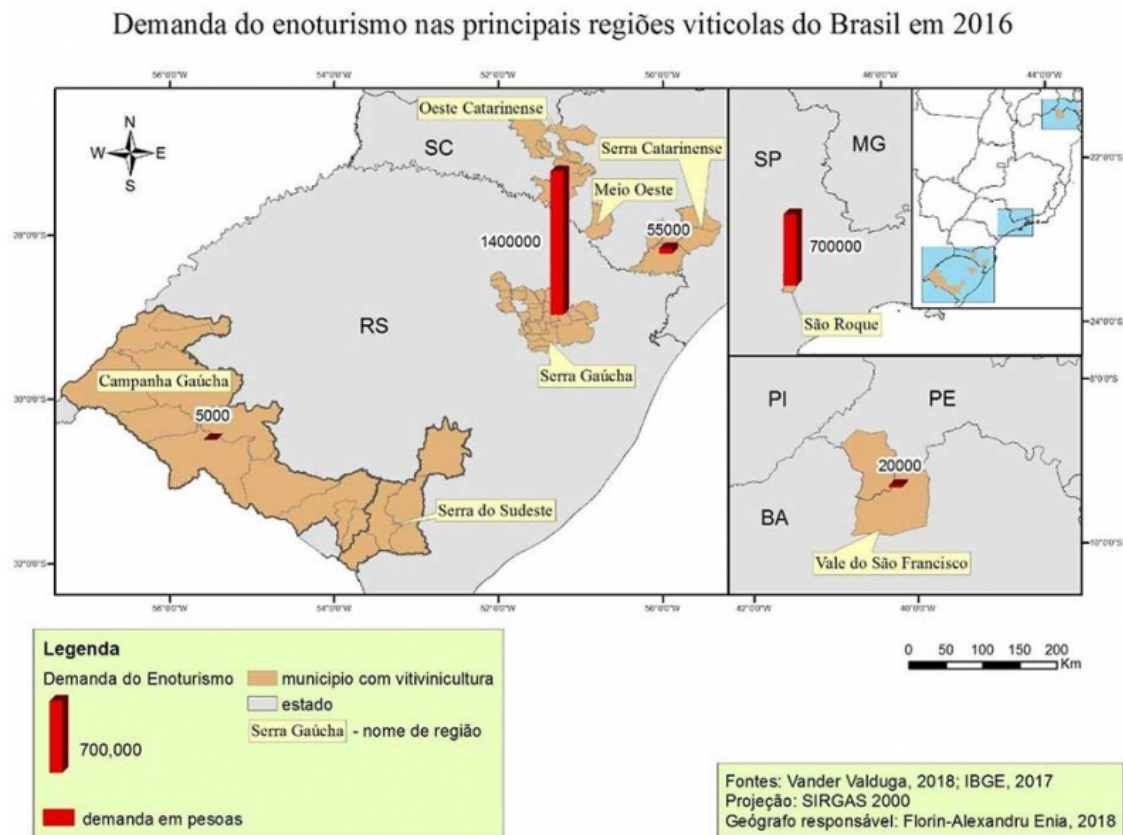 Demanda do enoturismo nas principais regiões viticolas do Brasil em 2016
56°0'0"W
54°0'0"W
52°0'0"W
50°0'0"W
46°0'0"W
44°0'0"W
N
W E
S
Oeste Catarinense
SC
Serra Catarinense
Meio Oeste
SP
MG
22°0'0"S
28°0'0"S
1400000
55000
700000
RS
São Roque
24°0'0"S
Campanha Gaúcha
Serra Gaúcha
30°0'0"S
5000
PI
PE
20000
BA
Serra do Sudeste
Vale do São Francisco
32°0'0"S
56°0'0"W
54°0'0"W
52°0'0"W
50°0'0"W
42°0'0"W
40°0'0"W
Legenda
Demanda do Enoturismo
municipio com vitivinicultura
estado
Serra Gaúcha - nome de região
700,000
demanda em pesoas
0 50 100 150 200
Km
Fontes: Vander Valduga, 2018; IBGE, 2017
Projeção: SIRGAS 2000
Geógrafo responsável: Florin-Alexandru Enia, 2018